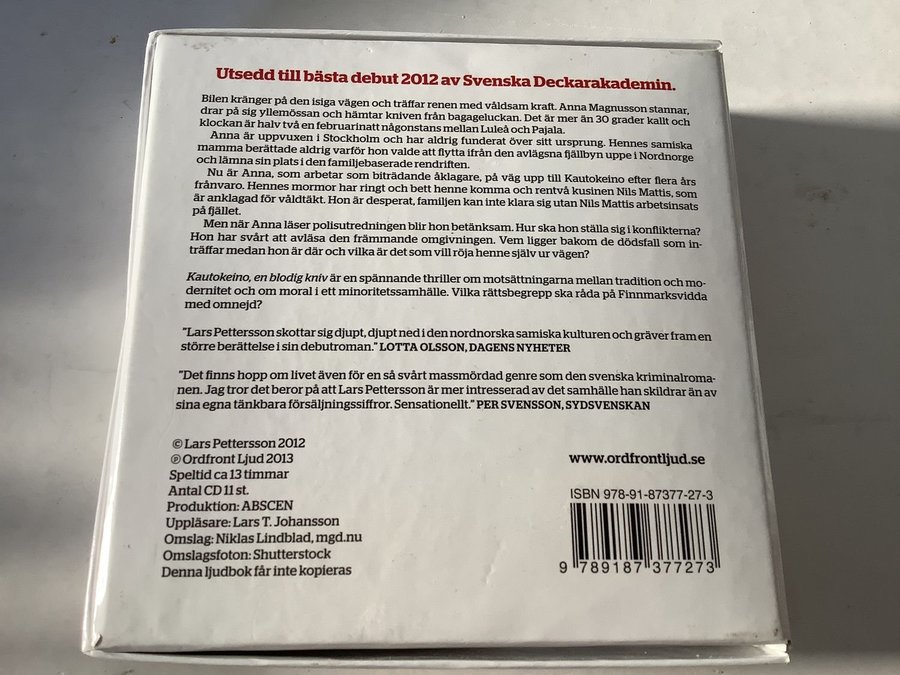 Utsedd till bästa debut 2012 av Svenska Deckarakademin.
Bilen kränger på den isiga vägen och träffar renen med våldsam kraft. Anna Magnusson stannar,
drar på sig yllemössan och hämtar kniven från bagageluckan. Det är mer än 30 grader kallt och
klockan är halv två en februarinatt någonstans mellan Luleå och Pajala.
Anna är uppvuxen i Stockholm och har aldrig funderat över sitt ursprung. Hennes samiska
mamma berättade aldrig varför hon valde att flytta ifrån den avlägsna fjällbyn uppe i Nordnorge
och lämna sin plats i den familjebaserade rendriften.
Nu är Anna, som arbetar som biträdande åklagare, på väg upp till Kautokeino efter flera års
frånvaro. Hennes mormor har ringt och bett henne komma och rentvå kusinen Nils Mattis, som
är anklagad för våldtäkt. Hon är desperat, familjen kan inte klara sig utan Nils Mattis arbetsinsats
på fjället.
Men när Anna läser polisutredningen blir hon betänksam. Hur ska hon ställa sig i konflikterna?
Hon har svårt att avläsa den främmande omgivningen. Vem ligger bakom de dödsfall som in-
träffar medan hon är där och vilka är det som vill röja henne själv ur vägen?
Kautokeino, en blodig kniv är en spännande thriller om motsättningarna mellan tradition och mo-
dernitet och om moral i ett minoritetssamhälle. Vilka rättsbegrepp ska råda på Finnmarksvidda
med omnejd?
"Lars Pettersson skottar sig djupt, djupt ned i den nordnorska samiska kulturen och gräver fram en
större berättelse i sin debutroman." LOTTA OLSSON, DAGENS NYHETER
"Det finns hopp om livet även för en så svårt massmördad genre som den svenska kriminalroma-
nen. Jag tror det beror på att Lars Pettersson är mer intresserad av det samhälle han skildrar än av
sina egna tänkbara försäljningssiffror. Sensationellt." PER SVENSSON, SYDSVENSKAN
© Lars Pettersson 2012
℗ Ordfront Ljud 2013
Speltid ca 13 timmar
Antal CD 11 st.
Produktion: ABSCEN
Uppläsare: Lars T. Johansson
Omslag: Niklas Lindblad, mgd.nu
Omslagsfoton: Shutterstock
Denna ljudbok får inte kopieras
www.ordfrontljud.se
ISBN 978-91-87377-27-3
9 789187 377273